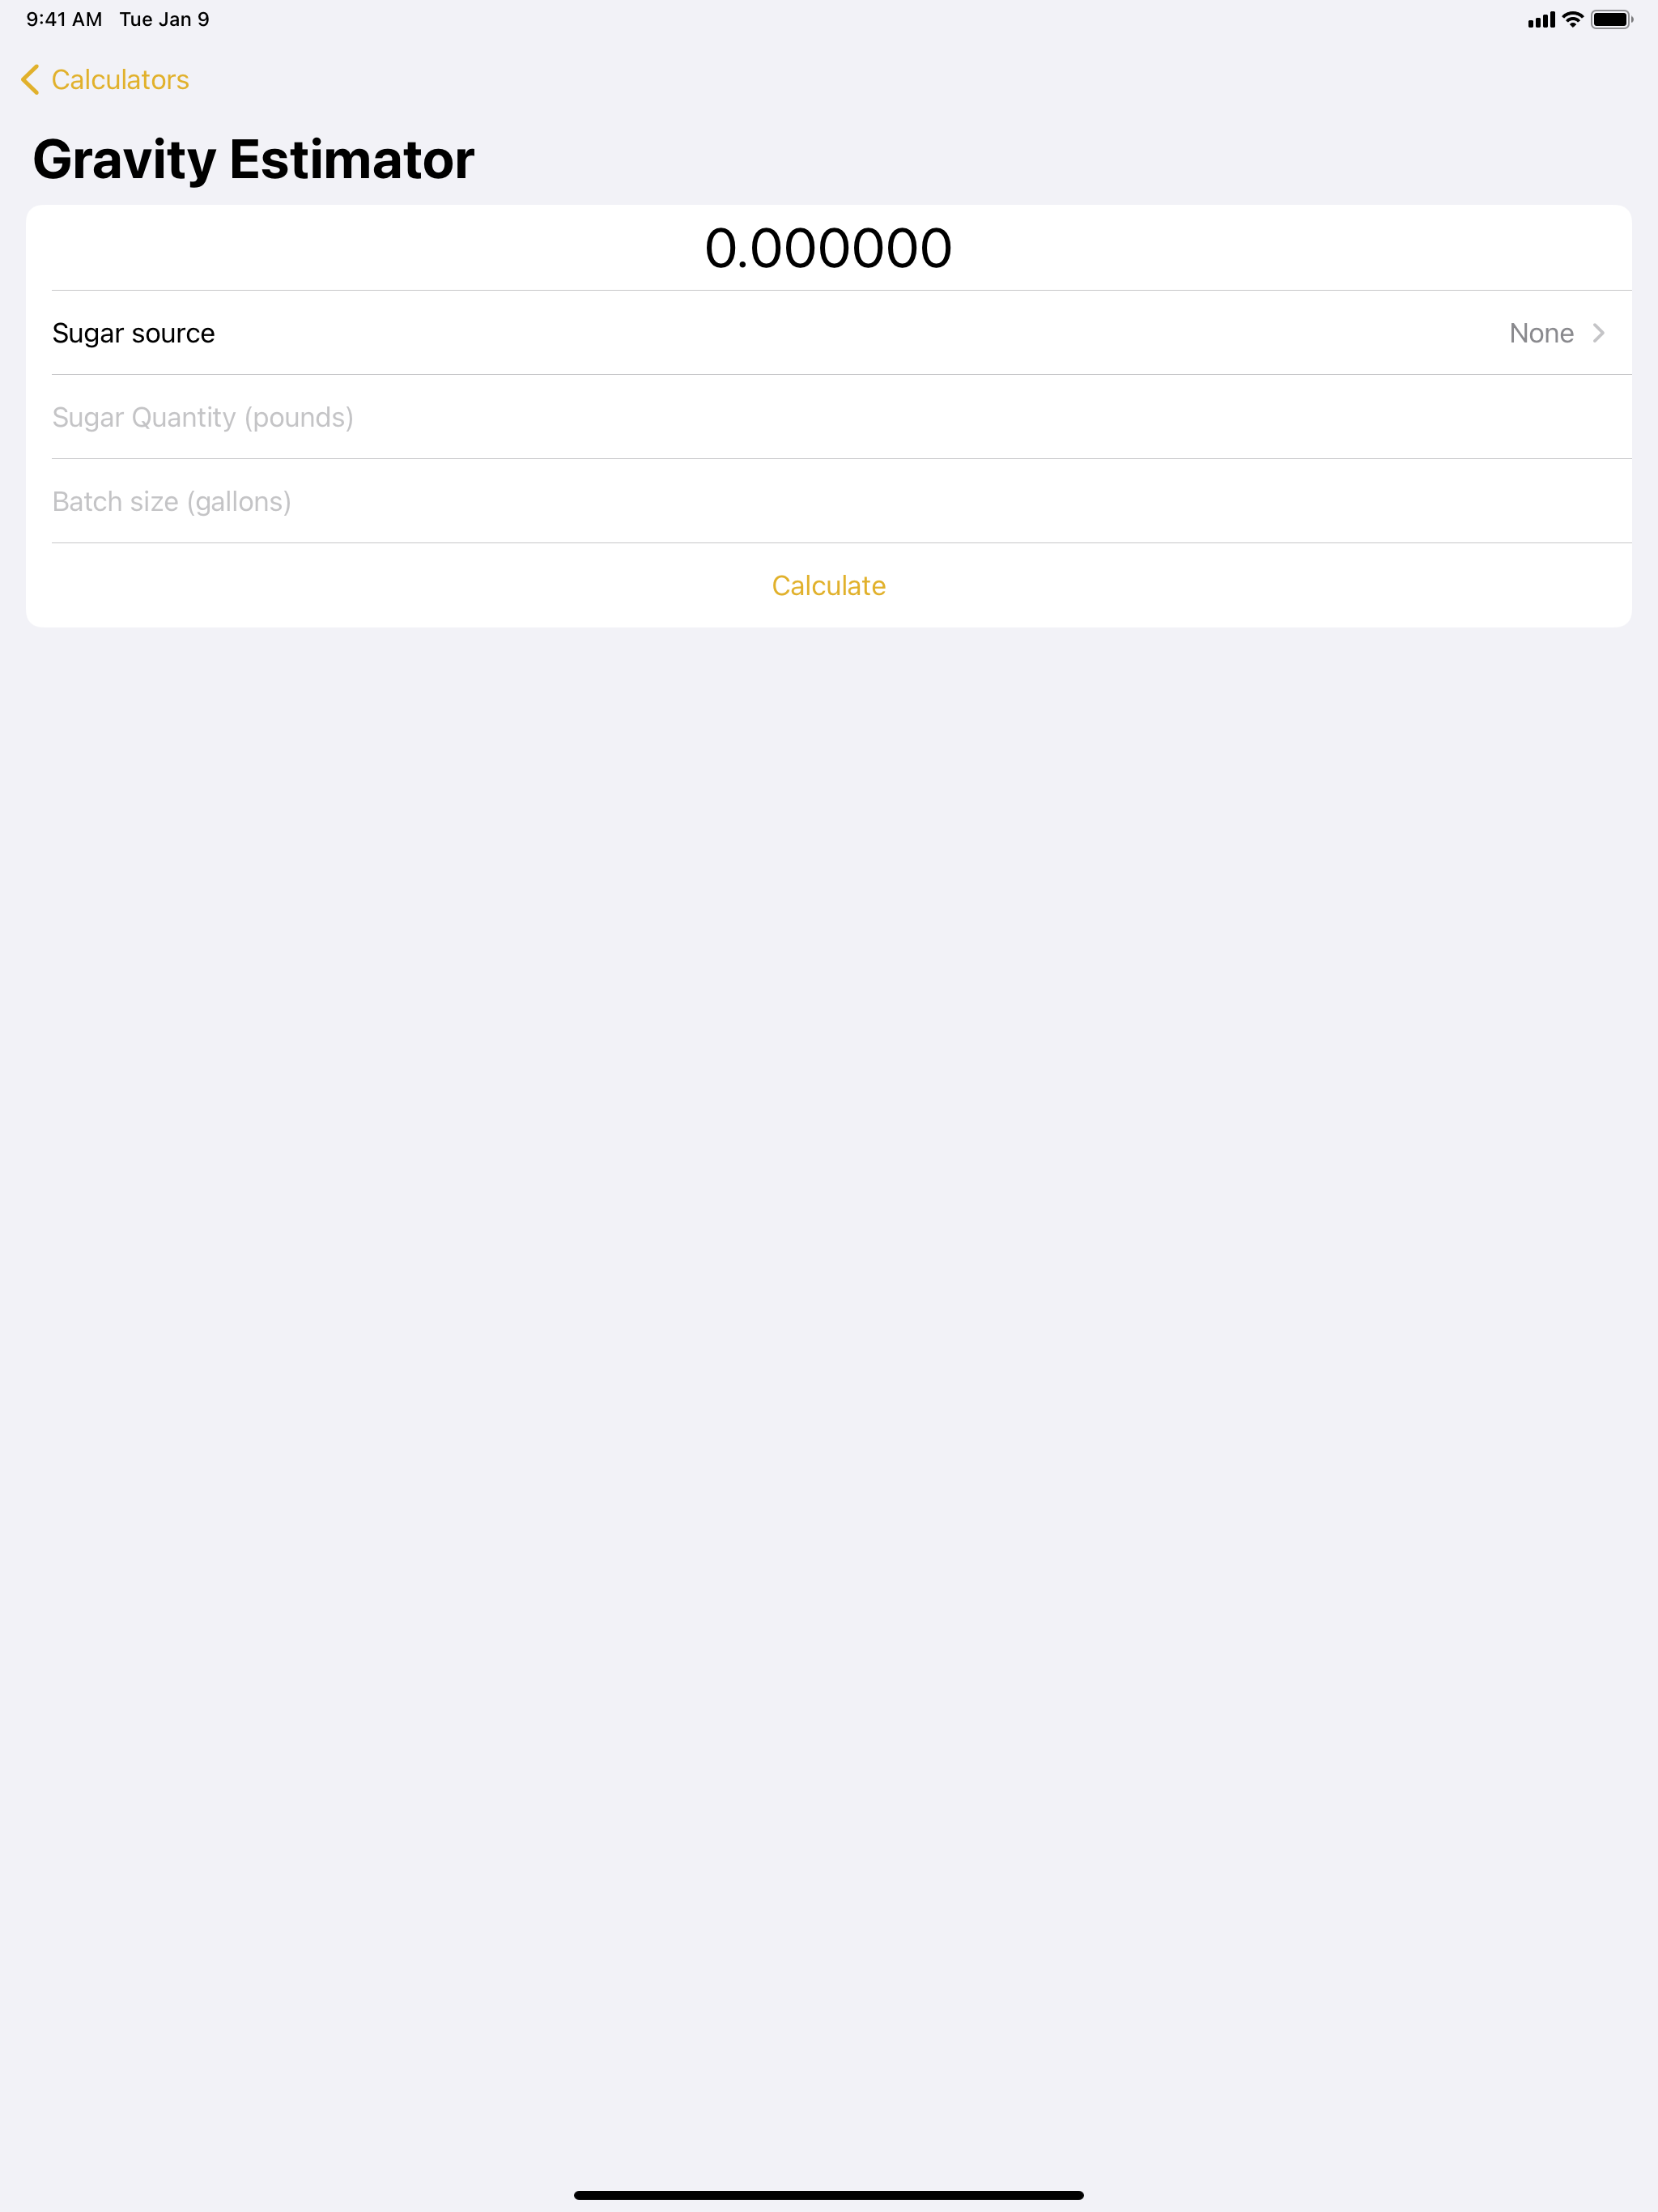 9:41 AM Tue Jan 9
Calculators
Gravity Estimator
0.000000
Sugar source None
Sugar Quantity (pounds)
Batch size (gallons)
Calculate